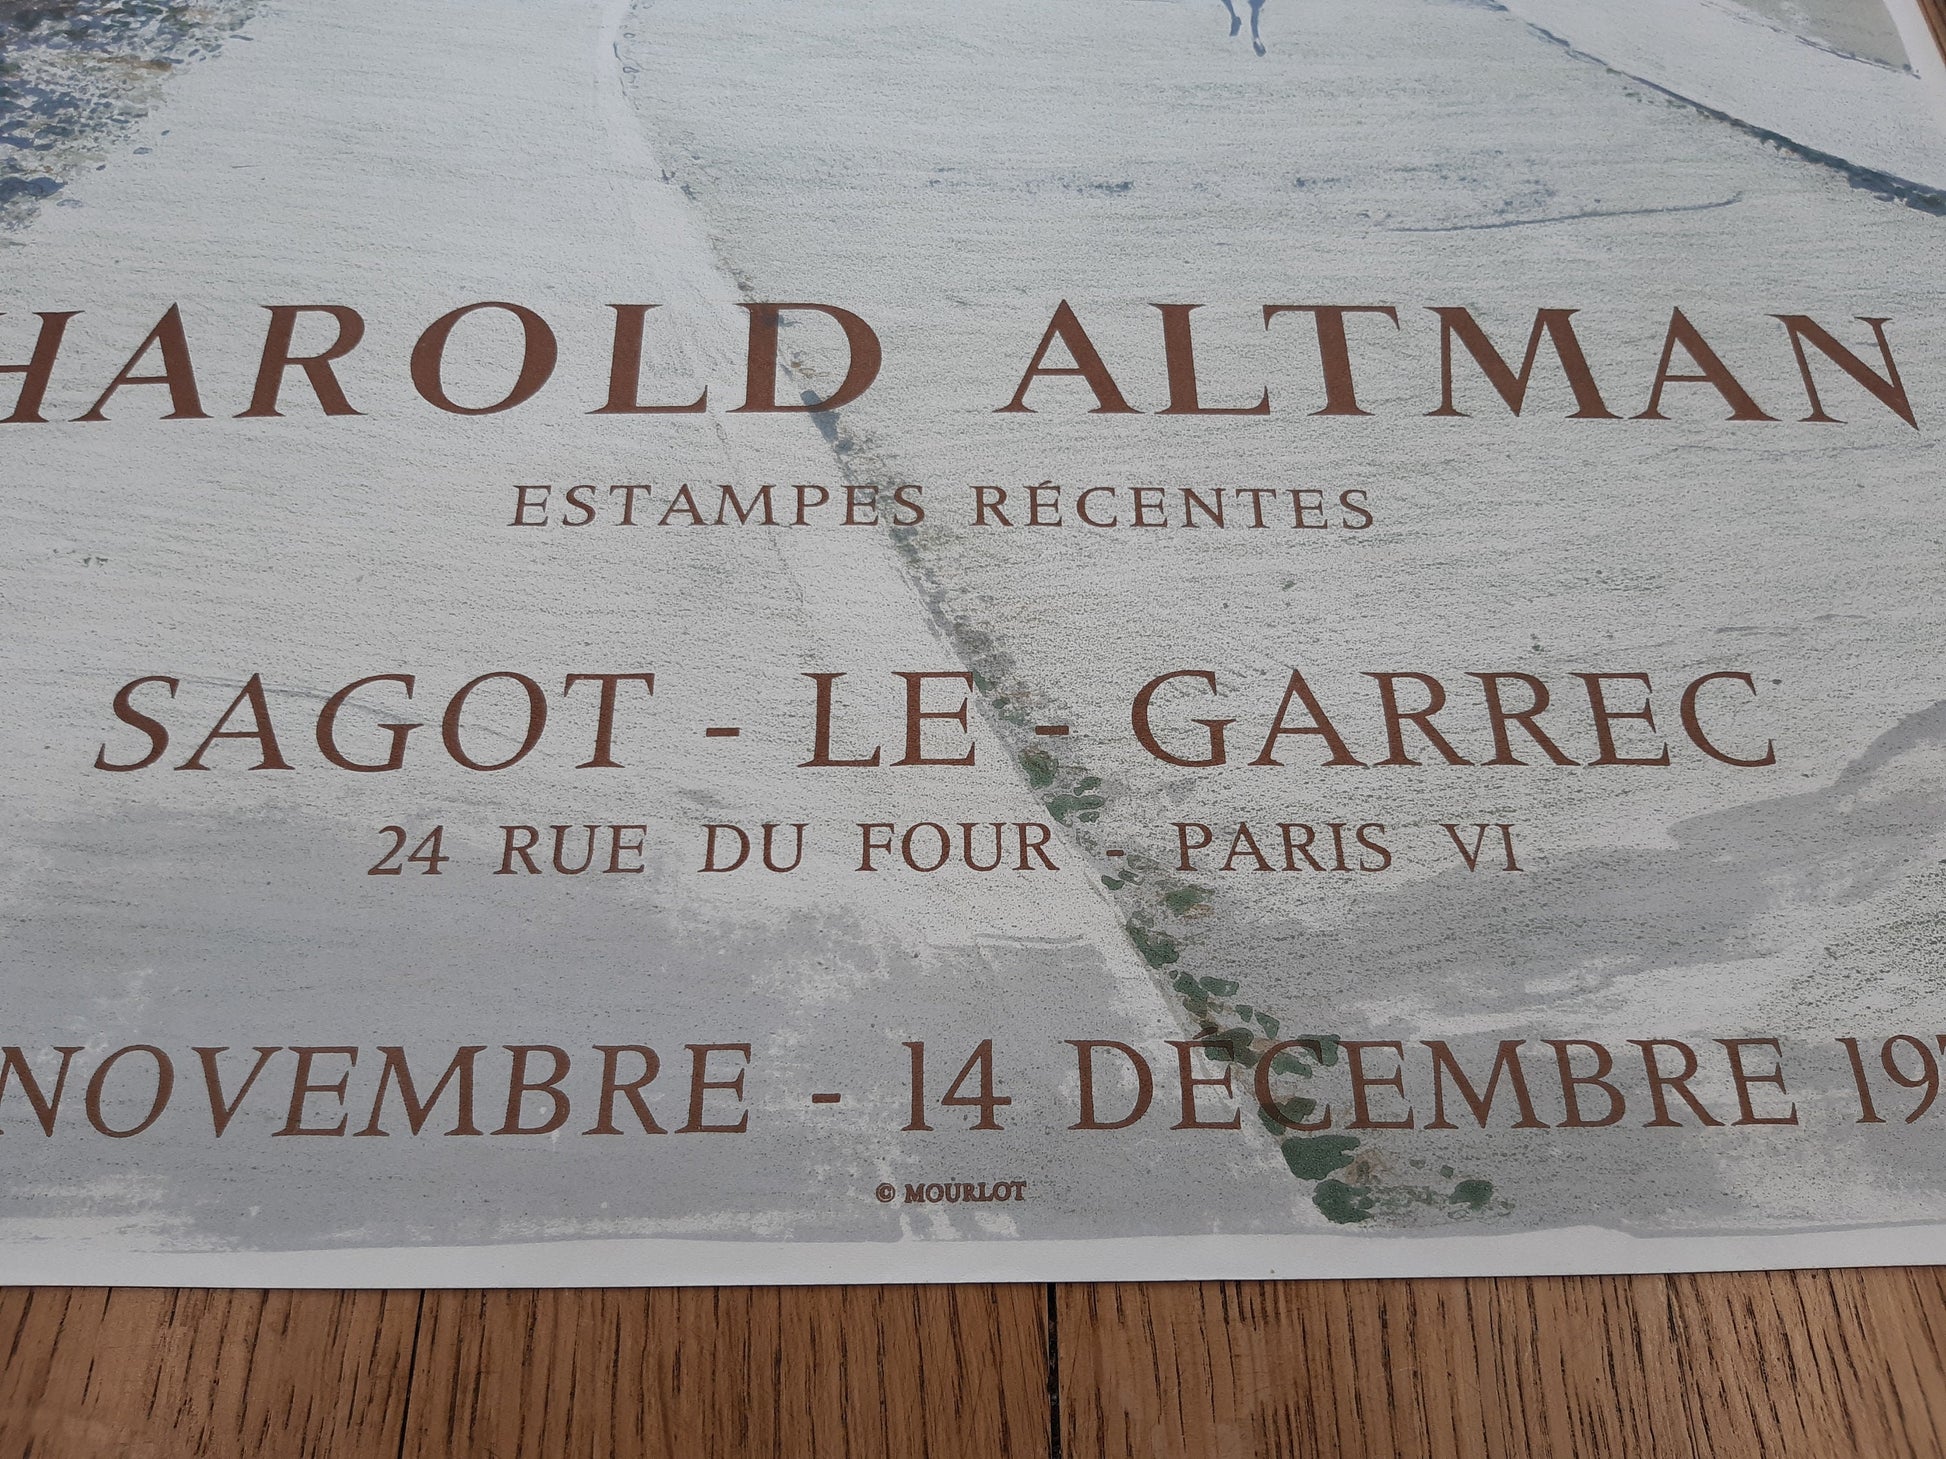 HAROLD ALTMAN
ESTAMPES RÉCENTES
SAGOT - LE - GARREC
24 RUE DU FOUR - PARIS VI
NOVEMBRE - 14 DÉCEMBRE
© MOURLOT